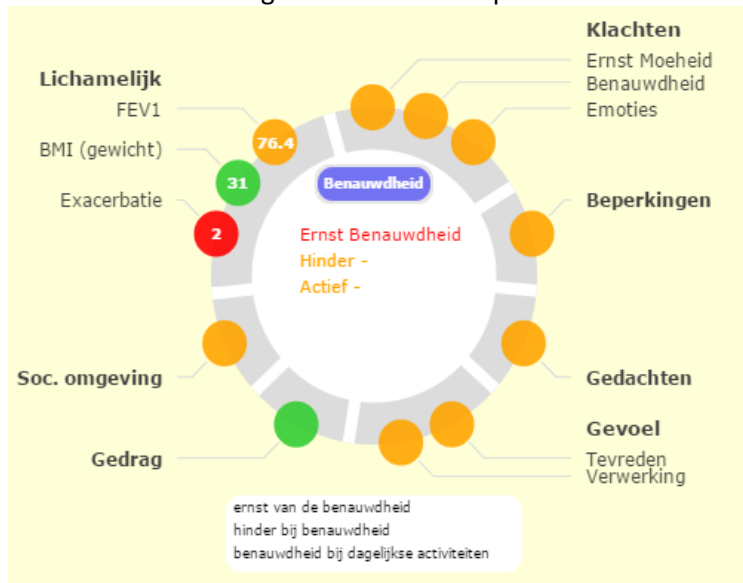 Klachten
Ernst Moeheid
Benauwdheid
Emoties
Lichamelijk
FEV1
BMI (gewicht)
Exacerbatie
76.4
31
2
Benauwdheid
Ernst Benauwdheid
Hinder -
Actief -
Beperkingen
Soc. omgeving
Gedachten
Gedrag
Gevoel
Tevreden
Verwerking
ernst van de benauwdheid
hinder bij benauwdheid
benauwdheid bij dagelijkse activiteiten